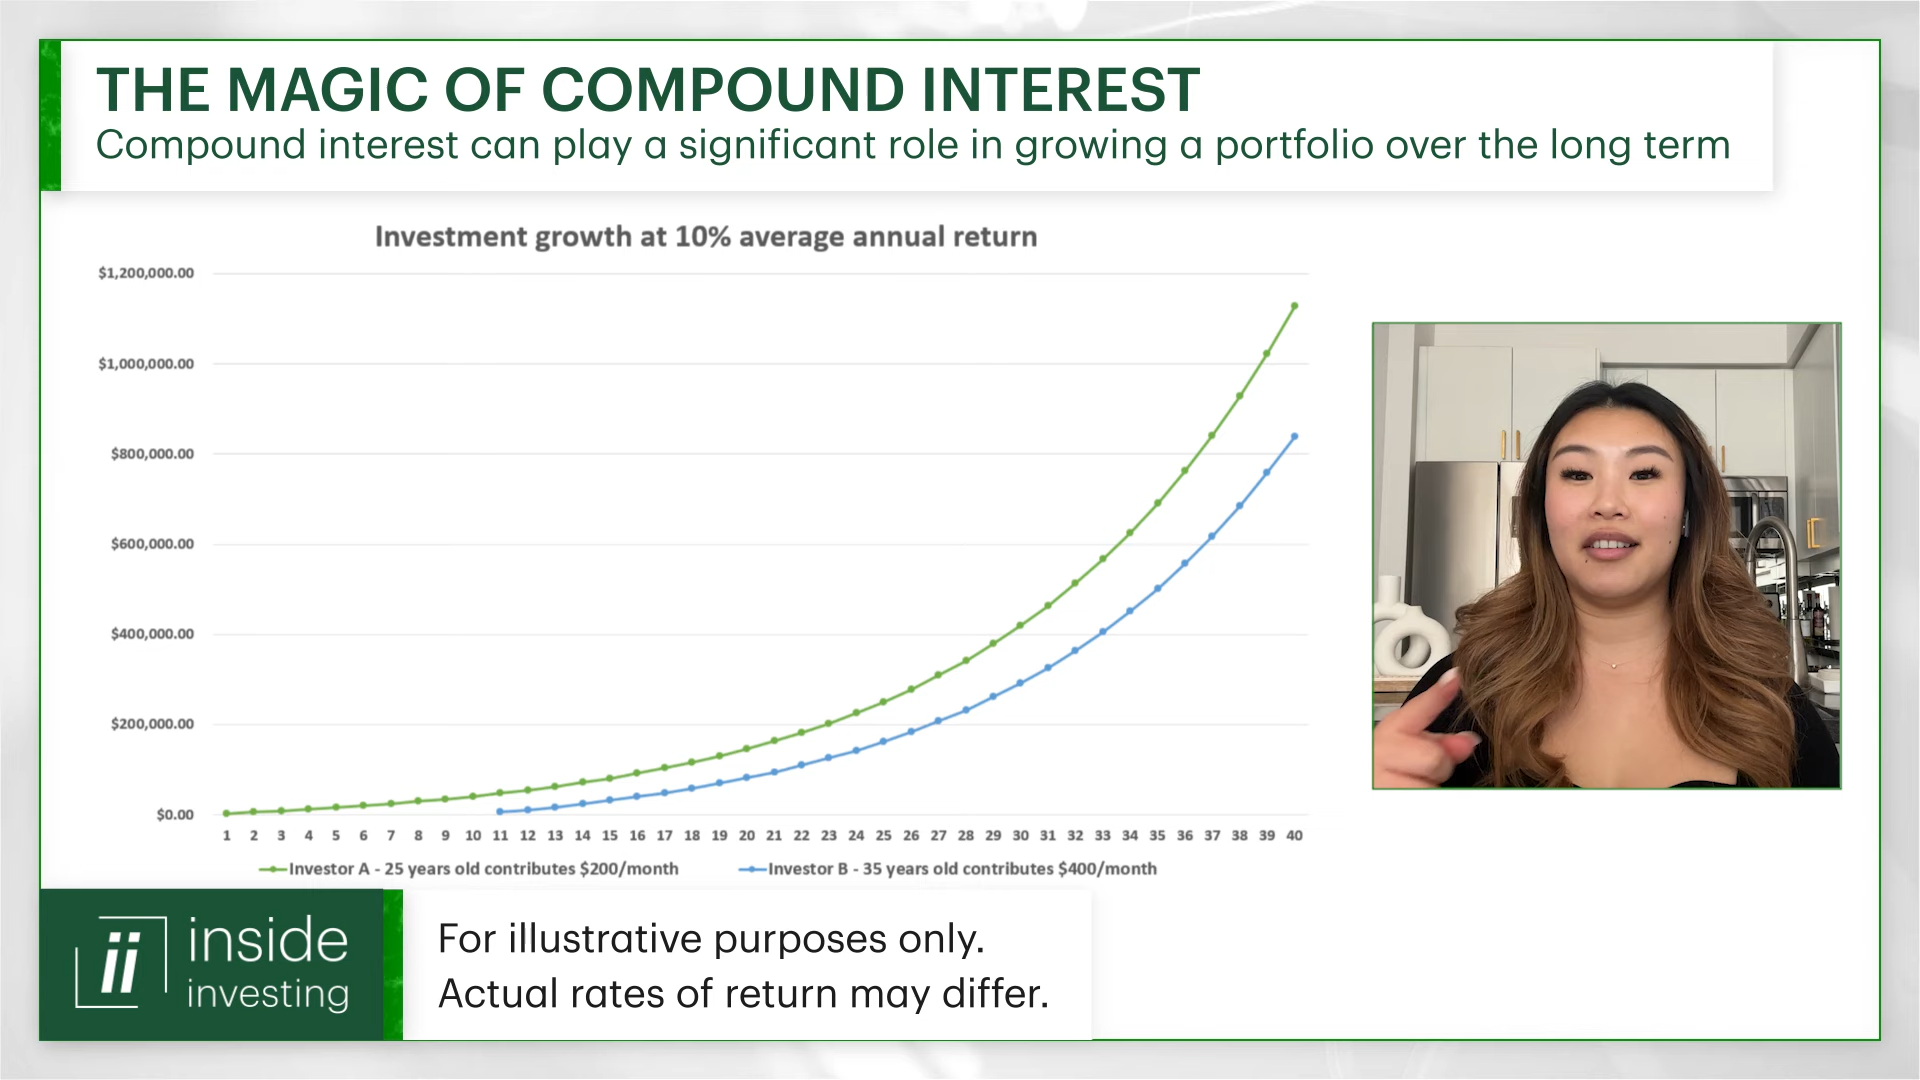 THE MAGIC OF COMPOUND INTEREST
Compound interest can play a significant role in growing a portfolio over the long term
Investment growth at 10% average annual return
$1,200,000.00
$1,000,000.00
$800,000.00
$600,000.00
$400,000.00
$200,000.00
$0.00
1 2 3 4 5 6 7 8 9 10 11 12 13 14 15 16 17 18 19 20 21 22 23 24 25 26 27 28 29 30 31 32 33 34 35 36 37 38 39 40
Investor A - 25 years old contributes $200/month Investor B - 35 years old contributes $400/month
ii
inside
investing
For illustrative purposes only.
Actual rates of return may differ.